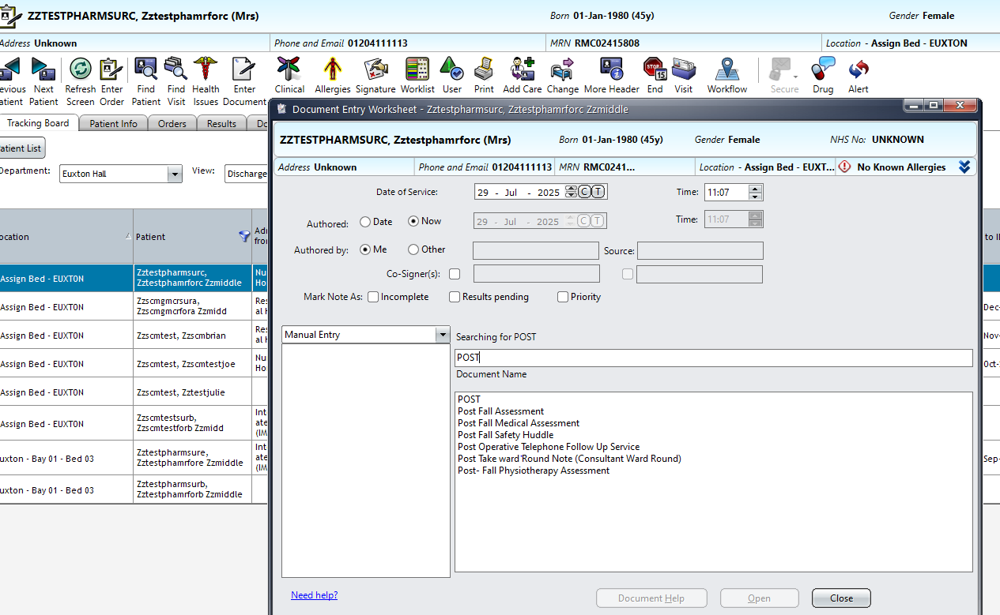 ZZTESTPHARMSURC, Zztestphamrforc (Mrs) Born 01-Jan-1980 (45y) Gender Female
Address Unknown Phone and Email 01204111113 MRN RMC02415808 Location - Assign Bed - EUXTON
evious Next Refresh Enter Find Find Health Enter Clinical Allergies Signature Worklist User Print Add Care Change More Header End Visit Workflow Secure Drug Alert
atient Patient Screen Order Patient Visit Issues Document
Tracking Board Patient Info Orders Results Do
atient List
Department: Euxton Hall View: Discharge
ocation Patient Adr
fror
to II
Assign Bed - EUXTON Zztestpharmsurc, Nu
Zztestphamrforc Zzmiddle Ho
Assign Bed - EUXTON Zzscmgmcrsura, Res
Zzscmgmcrfora Zzmidd al H
Dec-
Assign Bed - EUXTON Zzscmtest, Zzscmbrian Res
al H
Nov-
Assign Bed - EUXTON Zzscmtest, Zzscmtestjoe Nu
Ho
Oct-
Assign Bed - EUXTON Zzscmtest, Zztestjulie
Assign Bed - EUXTON Zzscmtestsurb, Int
Zzscmtestforb Zzmidd ate
(IM
uxton - Bay 01 - Bed 03 Zztestpharmsure, Int
Zztestphamrfore Zzmiddle ate
(IM
Sep-
uxton - Bay 01 - Bed 03 Zztestpharmsurb,
Zztestphamrforb Zzmiddle
Document Entry Worksheet - Zztestpharmsurc, Zztestphamrforc Zzmiddle
ZZTESTPHARMSURC, Zztestphamrforc (Mrs) Born 01-Jan-1980 (45y) Gender Female NHS No: UNKNOWN
Address Unknown Phone and Email 01204111113 MRN RMC0241... Location - Assign Bed - EUXT... No Known Allergies
Date of Service: 29 - Jul - 2025 C T Time: 11:07
Authored: Date Now 29 - Jul - 2025 C T Time: 11:07
Authored by: Me Other Source:
Co-Signer(s):
Mark Note As: Incomplete Results pending Priority
Manual Entry Searching for POST
POST
Document Name
POST
Post Fall Assessment
Post Fall Medical Assessment
Post Fall Safety Huddle
Post Operative Telephone Follow Up Service
Post Take ward Round Note (Consultant Ward Round)
Post- Fall Physiotherapy Assessment
Need help? Document Help Open Close